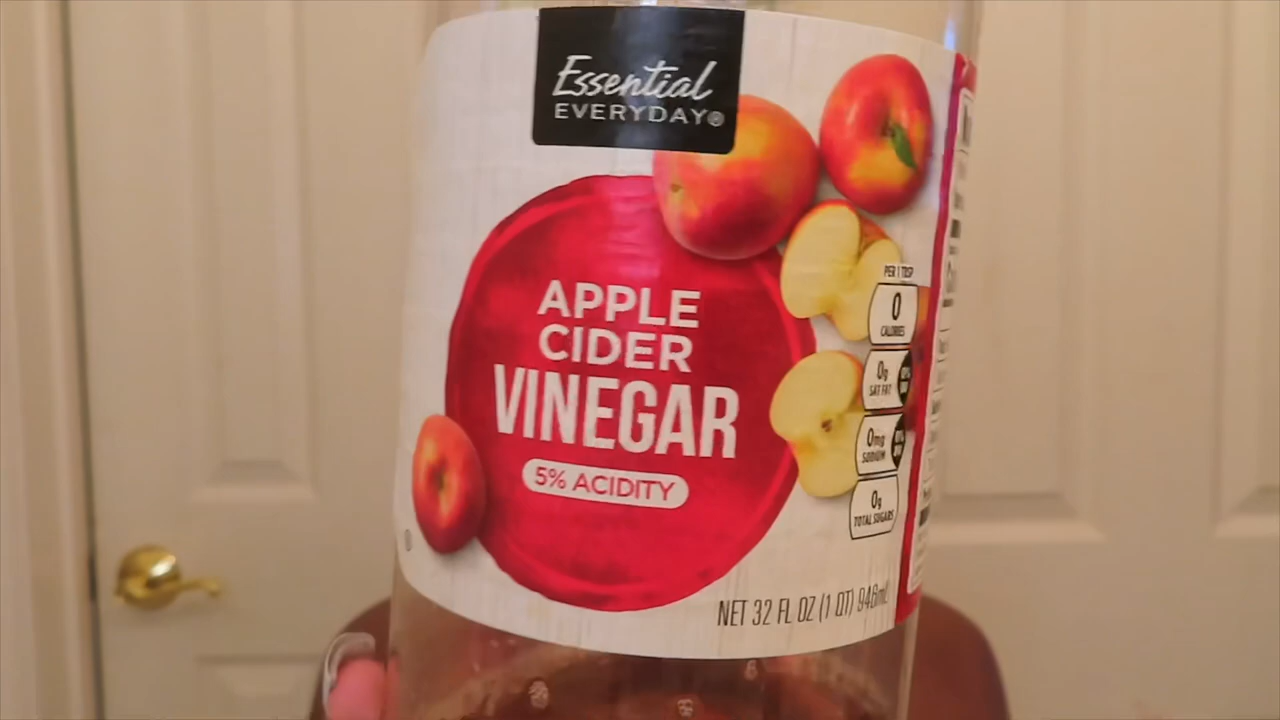 Essential
EVERYDAY®
APPLE
CIDER
VINEGAR
5% ACIDITY
PER 1 TBSP
0
CALORIES
0g
SAT FAT
0mg
SODIUM
0g
TOTAL SUGARS
NET 32 FL OZ (1 QT) 946mL